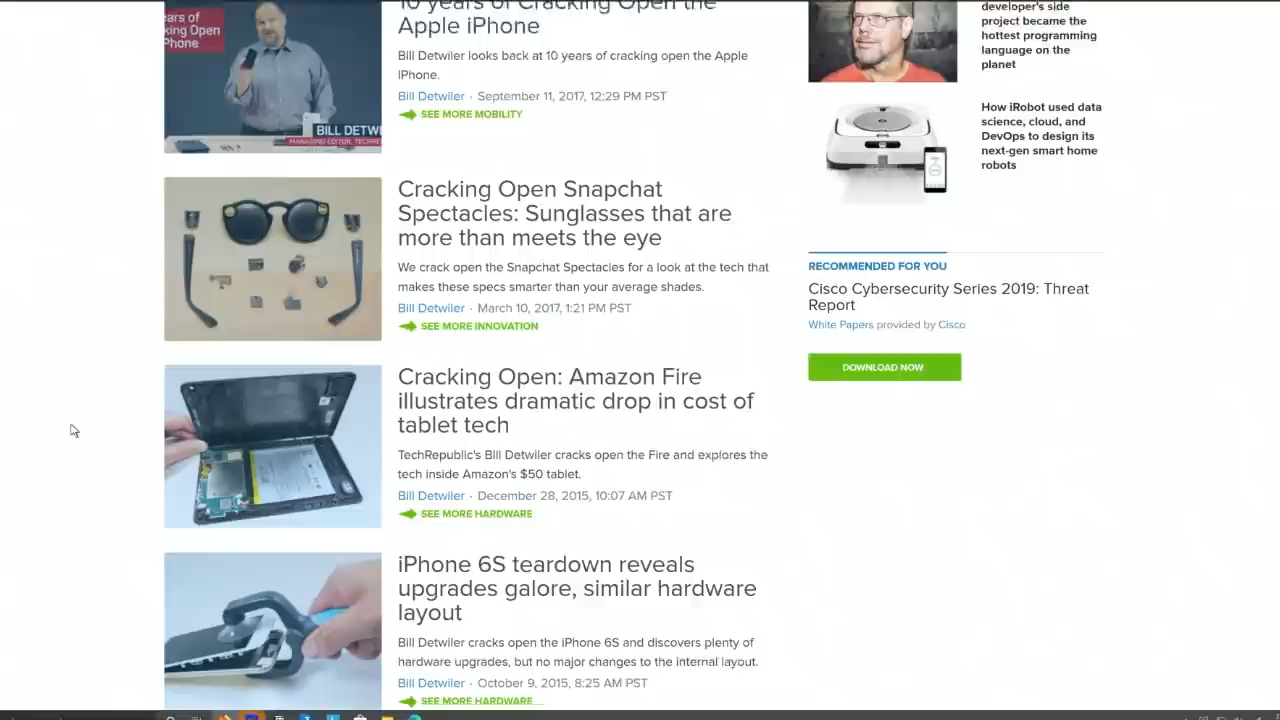 ears of
king Open
Phone
BILL DETWI
10 years of Cracking Open the
Apple iPhone
Bill Detwiler looks back at 10 years of cracking open the Apple
iPhone.
Bill Detwiler · September 11, 2017, 12:29 PM PST
SEE MORE MOBILITY
Cracking Open Snapchat
Spectacles: Sunglasses that are
more than meets the eye
We crack open the Snapchat Spectacles for a look at the tech that
makes these specs smarter than your average shades.
Bill Detwiler · March 10, 2017, 1:21 PM PST
SEE MORE INNOVATION
Cracking Open: Amazon Fire
illustrates dramatic drop in cost of
tablet tech
TechRepublic's Bill Detwiler cracks open the Fire and explores the
tech inside Amazon's $50 tablet.
Bill Detwiler · December 28, 2015, 10:07 AM PST
SEE MORE HARDWARE
iPhone 6S teardown reveals
upgrades galore, similar hardware
layout
Bill Detwiler cracks open the iPhone 6S and discovers plenty of
hardware upgrades, but no major changes to the internal layout.
Bill Detwiler · October 9, 2015, 8:25 AM PST
SEE MORE HARDWARE
developer's side
project became the
hottest programming
language on the
planet
How iRobot used data
science, cloud, and
DevOps to design its
next-gen smart home
robots
RECOMMENDED FOR YOU
Cisco Cybersecurity Series 2019: Threat
Report
White Papers provided by Cisco
DOWNLOAD NOW